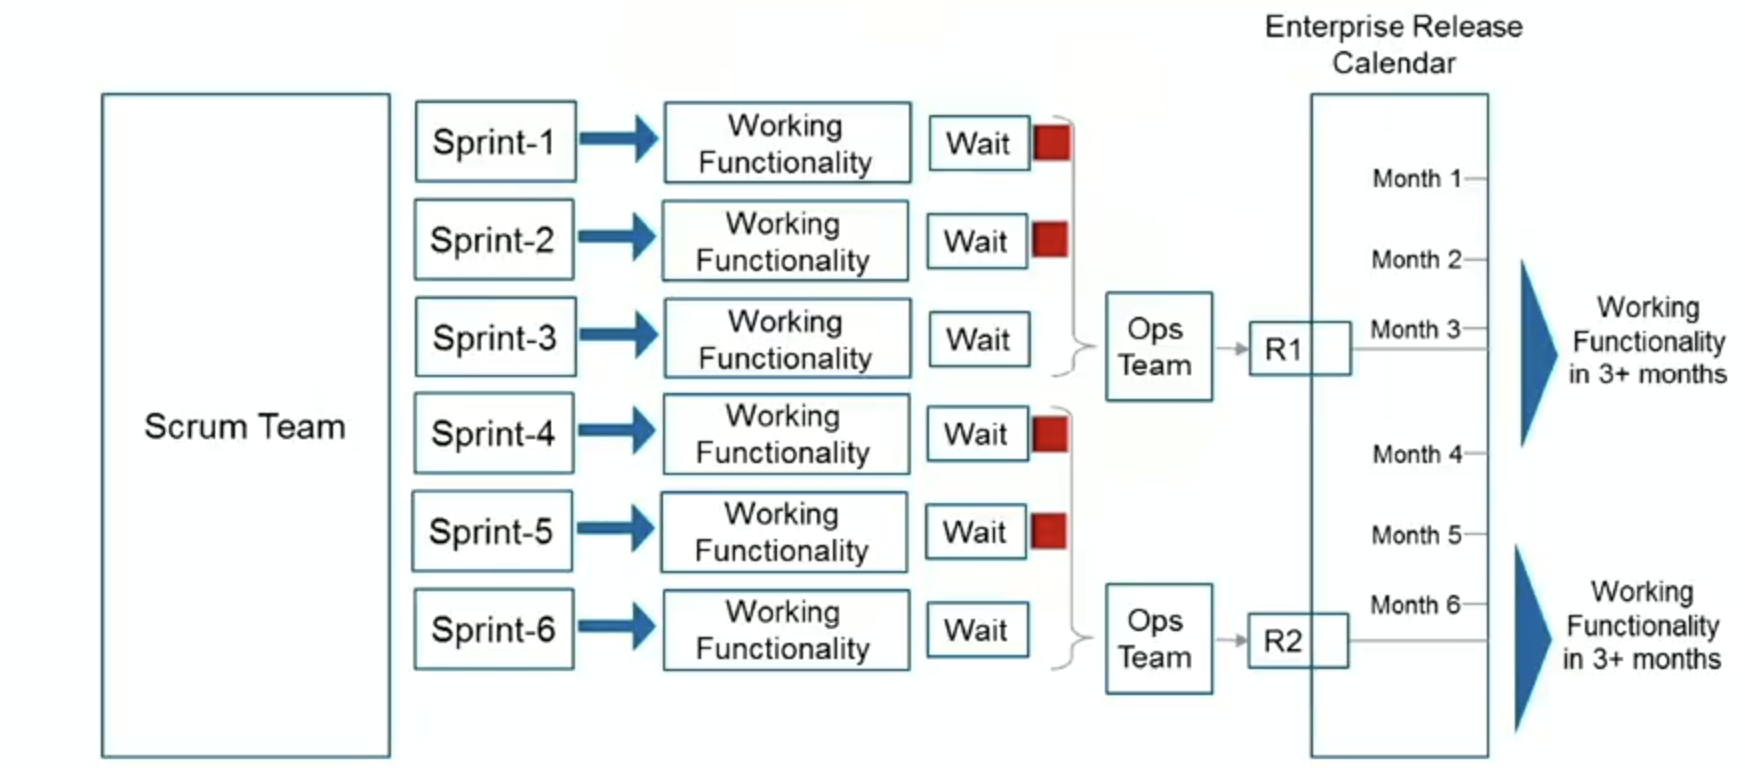 Enterprise Release
Calendar
Scrum Team
Sprint-1
Working
Functionality
Wait
Sprint-2
Working
Functionality
Wait
Sprint-3
Working
Functionality
Wait
Sprint-4
Working
Functionality
Wait
Sprint-5
Working
Functionality
Wait
Sprint-6
Working
Functionality
Wait
Ops
Team
R1
Ops
Team
R2
Month 1
Month 2
Month 3
Month 4
Month 5
Month 6
Working
Functionality
in 3+ months
Working
Functionality
in 3+ months